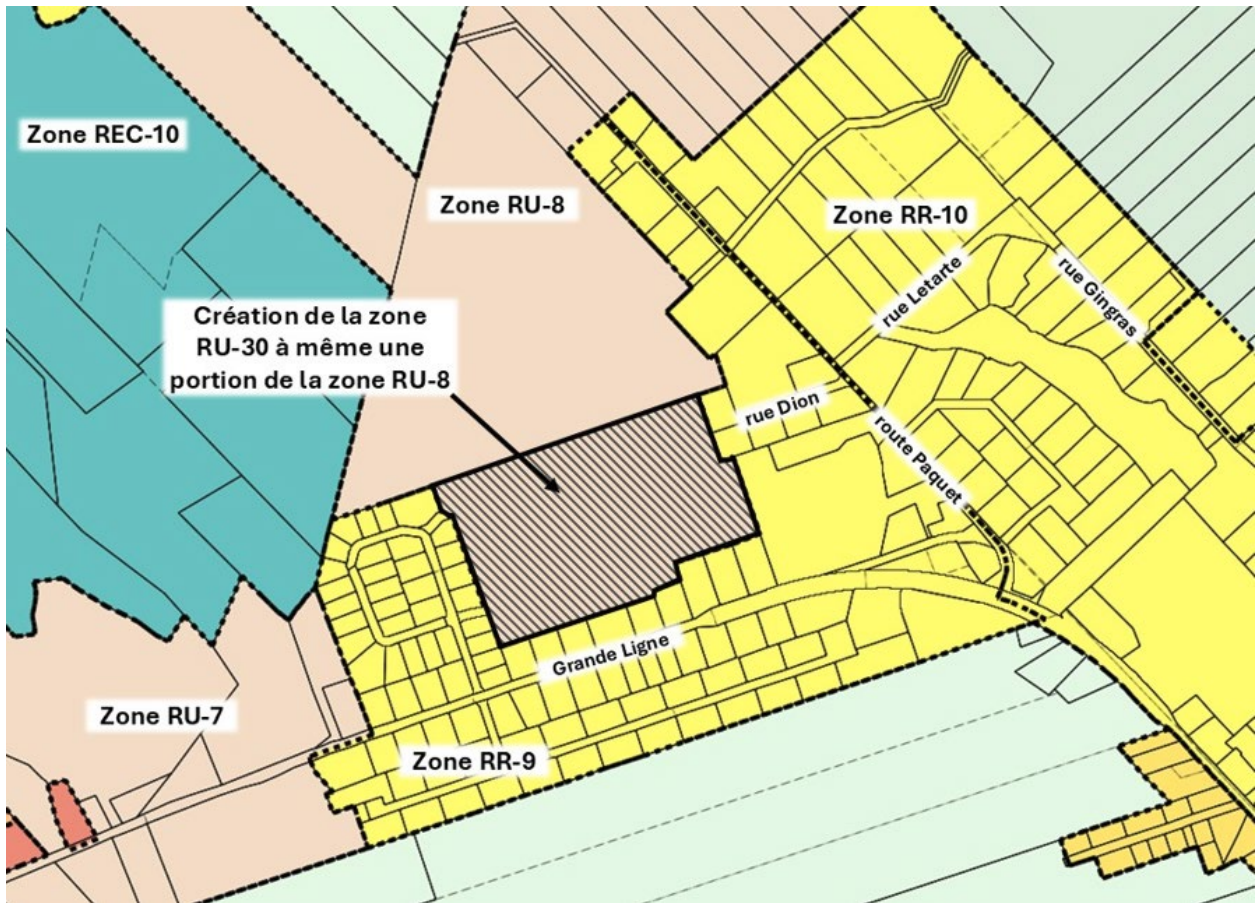 Zone REC-10
Zone RU-8
Zone RR-10
rue Letarte
rue Gingras
Création de la zone
RU-30 à même une
portion de la zone RU-8
rue Dion
route Paquet
Grande Ligne
Zone RU-7
Zone RR-9